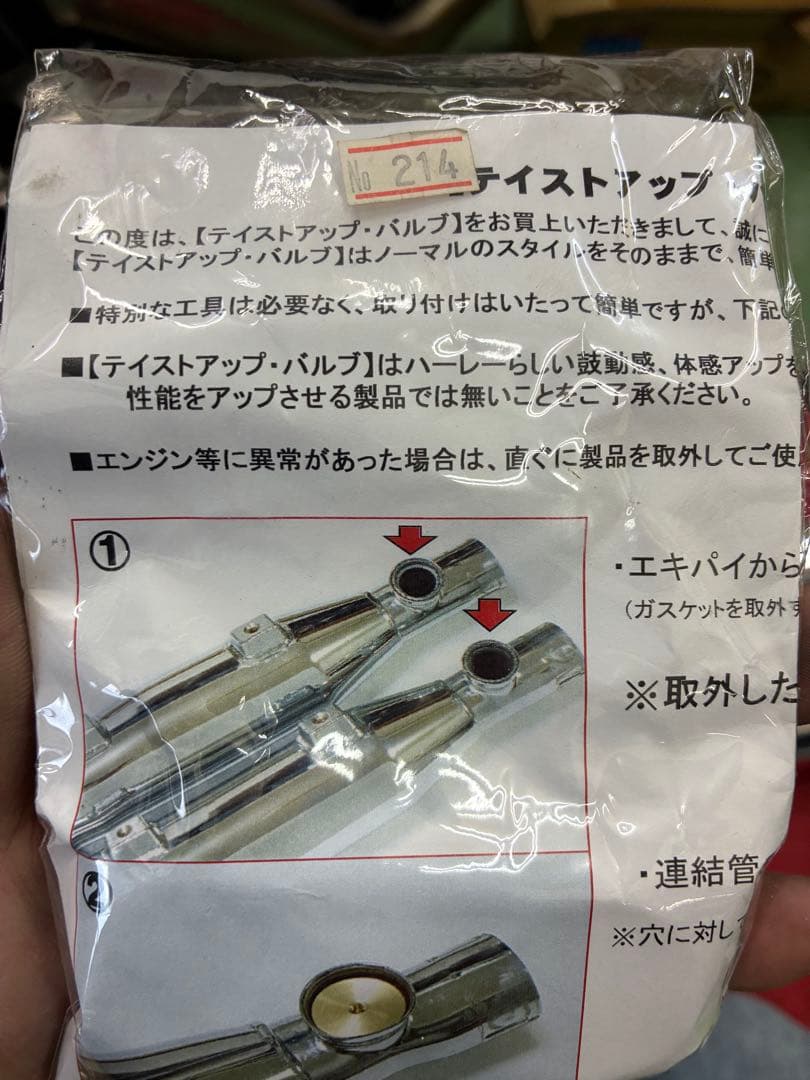 No 214
テイストアップ
この度は、【テイストアップ・バルブ】をお買上いただきまして、誠に
【テイストアップ・バルブ】はノーマルのスタイルをそのままで、簡単
■特別な工具は必要なく、取り付けはいたって簡単ですが、下記の
■【テイストアップ・バルブ】はハーレーらしい鼓動感、体感アップを
性能をアップさせる製品では無いことをご了承ください。
■エンジン等に異常があった場合は、直ぐに製品を取外してご使
①
・エキパイから
（ガスケットを取外す
※取外した
②
・連結管
※穴に対して